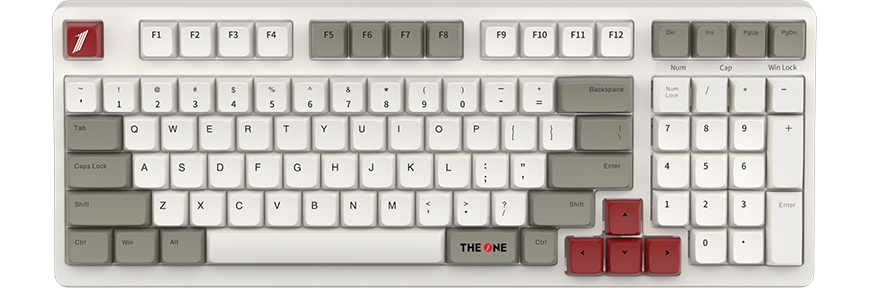 F1 F2 F3 F4 F5 F6 F7 F8 F9 F10 F11 F12 Del Ins PgUp PgDn
Num Cap Win Lock
~ ! @ # $ % ^ & * ( ) — + Backspace Num / * −
' 1 2 3 4 5 6 7 8 9 0 - = Lock
Tab Q W E R T Y U I O P { } | 7 8 9 +
[ ] \
Caps Lock A S D F G H J K L : " Enter 4 5 6
; '
Shift Z X C V B N M < > ? Shift ^ 1 2 3 Enter
, . /
Ctrl Win Alt THE ONE Ctrl < v > 0 .